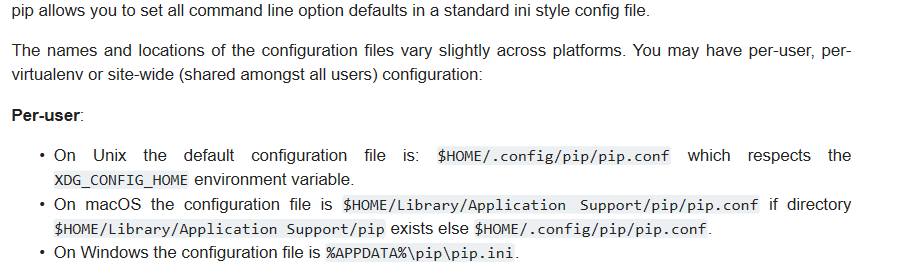 pip allows you to set all command line option defaults in a standard ini style config file.
The names and locations of the configuration files vary slightly across platforms. You may have per-user, per-
virtualenv or site-wide (shared amongst all users) configuration:
Per-user:
• On Unix the default configuration file is: $HOME/.config/pip/pip.conf which respects the
XDG_CONFIG_HOME environment variable.
• On macOS the configuration file is $HOME/Library/Application Support/pip/pip.conf if directory
$HOME/Library/Application Support/pip exists else $HOME/.config/pip/pip.conf.
• On Windows the configuration file is %APPDATA%\pip\pip.ini.